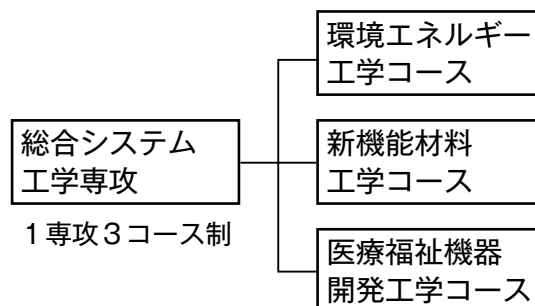 総合システム
工学専攻
1専攻3コース制
環境エネルギー
工学コース
新機能材料
工学コース
医療福祉機器
開発工学コース